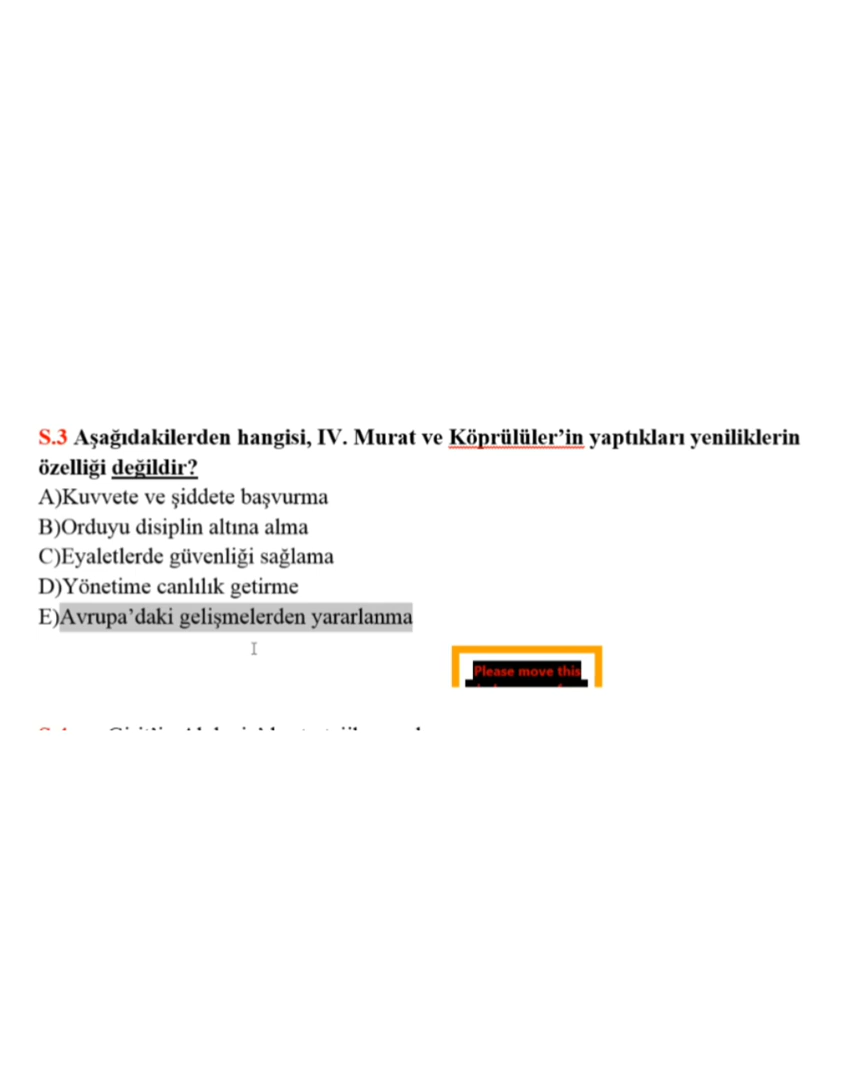 S.3 Aşağıdakilerden hangisi, IV. Murat ve Köprülüler’in yaptıkları yeniliklerin
özelliği değildir?
A)Kuvvete ve şiddete başvurma
B)Orduyu disiplin altına alma
C)Eyaletlerde güvenliği sağlama
D)Yönetime canlılık getirme
E)Avrupa’daki gelişmelerden yararlanma
Please move this